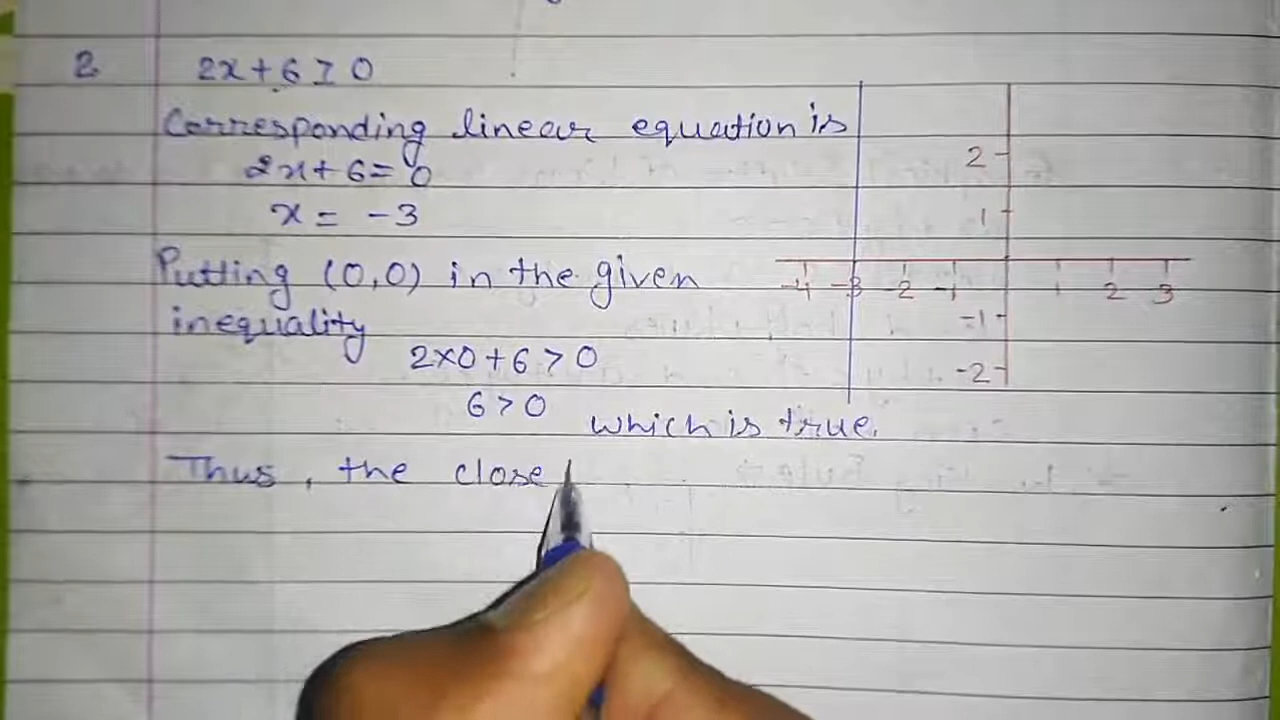 2. 2x + 6 ≥ 0
Corresponding linear equation is
2x + 6 = 0
x = -3
Putting (0,0) in the given
inequality
2×0 + 6 > 0
6 > 0 which is true.
Thus, the close
2
1
-4 -3 -2 -1 1 2 3
-1
-2